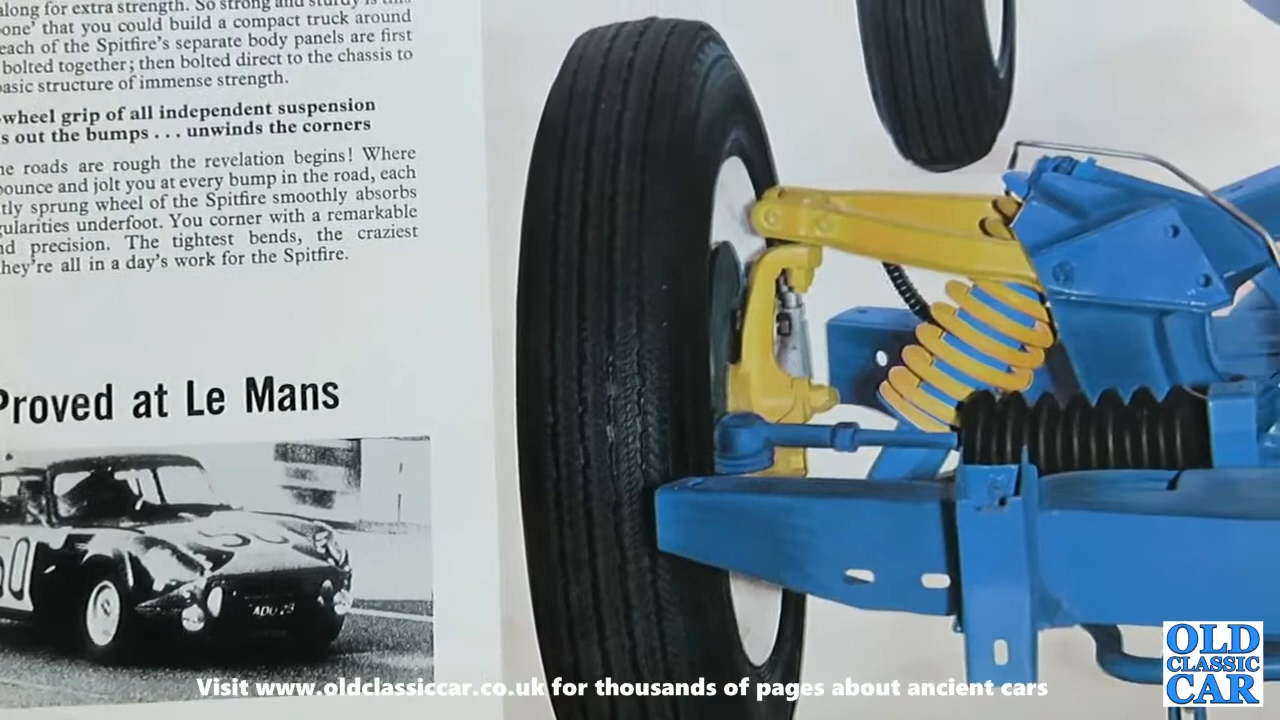 along for extra strength. So strong and sturdy is this
one' that you could build a compact truck around
each of the Spitfire's separate body panels are first
bolted together; then bolted direct to the chassis to
basic structure of immense strength.
-wheel grip of all independent suspension
s out the bumps . . . unwinds the corners
he roads are rough the revelation begins! Where
bounce and jolt you at every bump in the road, each
tly sprung wheel of the Spitfire smoothly absorbs
gularities underfoot. You corner with a remarkable
nd precision. The tightest bends, the craziest
they're all in a day's work for the Spitfire.
Proved at Le Mans
50
50
ADU
Visit www.oldclassiccar.co.uk for thousands of pages about ancient cars
OLD
CLASSIC
CAR